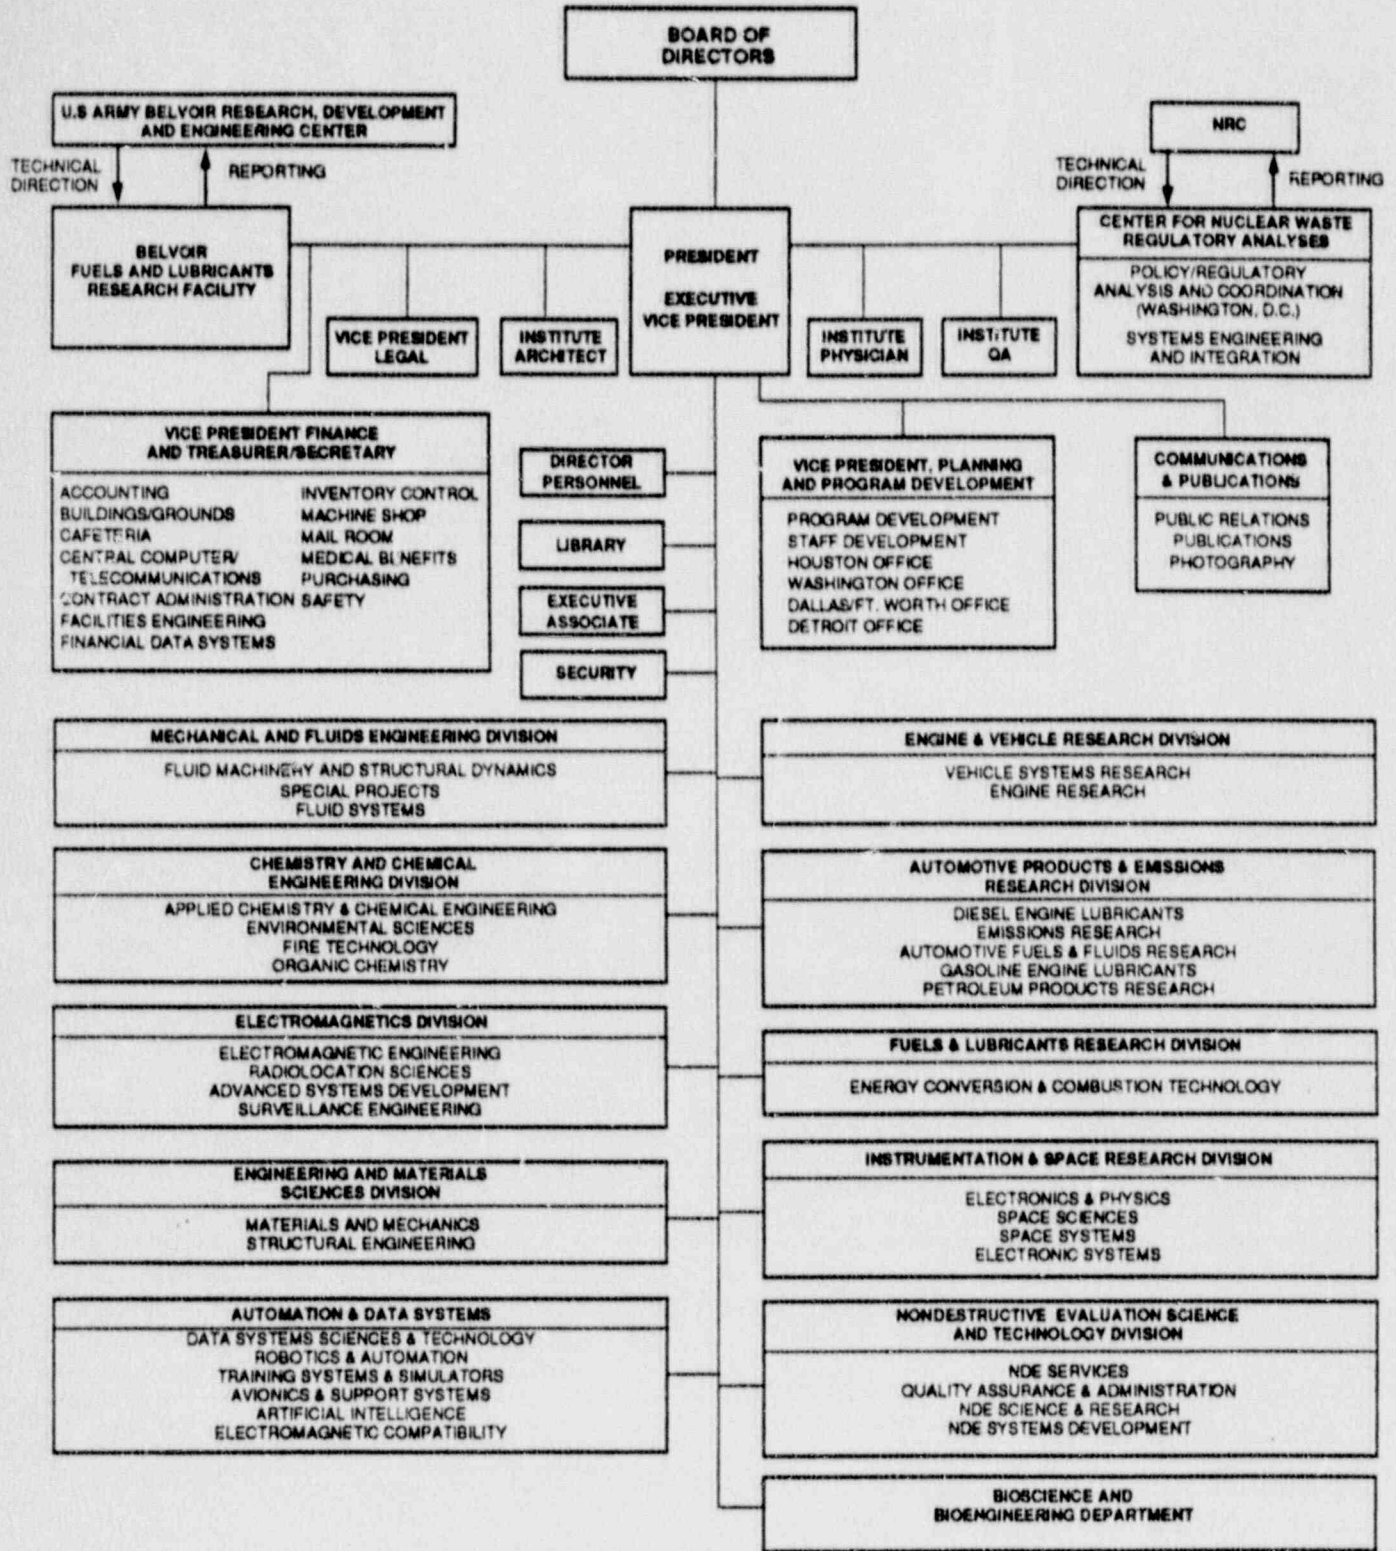 BOARD OF
DIRECTORS
U.S ARMY BELVOIR RESEARCH, DEVELOPMENT
AND ENGINEERING CENTER
NRC
TECHNICAL
DIRECTION
REPORTING
TECHNICAL
DIRECTION
REPORTING
BELVOIR
FUELS AND LUBRICANTS
RESEARCH FACILITY
PRESIDENT
EXECUTIVE
VICE PRESIDENT
CENTER FOR NUCLEAR WASTE
REGULATORY ANALYSES
POLICY/REGULATORY
ANALYSIS AND COORDINATION
(WASHINGTON, D.C.)
SYSTEMS ENGINEERING
AND INTEGRATION
VICE PRESIDENT
LEGAL
INSTITUTE
ARCHITECT
INSTITUTE
PHYSICIAN
INSTITUTE
QA
VICE PRESIDENT FINANCE
AND TREASURER/SECRETARY
ACCOUNTING
BUILDINGS/GROUNDS
CAFETERIA
CENTRAL COMPUTER/
TELECOMMUNICATIONS
CONTRACT ADMINISTRATION
FACILITIES ENGINEERING
FINANCIAL DATA SYSTEMS
INVENTORY CONTROL
MACHINE SHOP
MAIL ROOM
MEDICAL BENEFITS
PURCHASING
SAFETY
DIRECTOR
PERSONNEL
LIBRARY
EXECUTIVE
ASSOCIATE
SECURITY
VICE PRESIDENT, PLANNING
AND PROGRAM DEVELOPMENT
PROGRAM DEVELOPMENT
STAFF DEVELOPMENT
HOUSTON OFFICE
WASHINGTON OFFICE
DALLAS/FT. WORTH OFFICE
DETROIT OFFICE
COMMUNICATIONS
& PUBLICATIONS
PUBLIC RELATIONS
PUBLICATIONS
PHOTOGRAPHY
MECHANICAL AND FLUIDS ENGINEERING DIVISION
FLUID MACHINERY AND STRUCTURAL DYNAMICS
SPECIAL PROJECTS
FLUID SYSTEMS
ENGINE & VEHICLE RESEARCH DIVISION
VEHICLE SYSTEMS RESEARCH
ENGINE RESEARCH
CHEMISTRY AND CHEMICAL
ENGINEERING DIVISION
APPLIED CHEMISTRY & CHEMICAL ENGINEERING
ENVIRONMENTAL SCIENCES
FIRE TECHNOLOGY
ORGANIC CHEMISTRY
AUTOMOTIVE PRODUCTS & EMISSIONS
RESEARCH DIVISION
DIESEL ENGINE LUBRICANTS
EMISSIONS RESEARCH
AUTOMOTIVE FUELS & FLUIDS RESEARCH
GASOLINE ENGINE LUBRICANTS
PETROLEUM PRODUCTS RESEARCH
ELECTROMAGNETICS DIVISION
ELECTROMAGNETIC ENGINEERING
RADIOLOCATION SCIENCES
ADVANCED SYSTEMS DEVELOPMENT
SURVEILLANCE ENGINEERING
FUELS & LUBRICANTS RESEARCH DIVISION
ENERGY CONVERSION & COMBUSTION TECHNOLOGY
ENGINEERING AND MATERIALS
SCIENCES DIVISION
MATERIALS AND MECHANICS
STRUCTURAL ENGINEERING
INSTRUMENTATION & SPACE RESEARCH DIVISION
ELECTRONICS & PHYSICS
SPACE SCIENCES
SPACE SYSTEMS
ELECTRONIC SYSTEMS
AUTOMATION & DATA SYSTEMS
DATA SYSTEMS SCIENCES & TECHNOLOGY
ROBOTICS & AUTOMATION
TRAINING SYSTEMS & SIMULATORS
AVIONICS & SUPPORT SYSTEMS
ARTIFICIAL INTELLIGENCE
ELECTROMAGNETIC COMPATIBILITY
NONDESTRUCTIVE EVALUATION SCIENCE
AND TECHNOLOGY DIVISION
NDE SERVICES
QUALITY ASSURANCE & ADMINISTRATION
NDE SCIENCE & RESEARCH
NDE SYSTEMS DEVELOPMENT
BIOSCIENCE AND
BIOENGINEERING DEPARTMENT